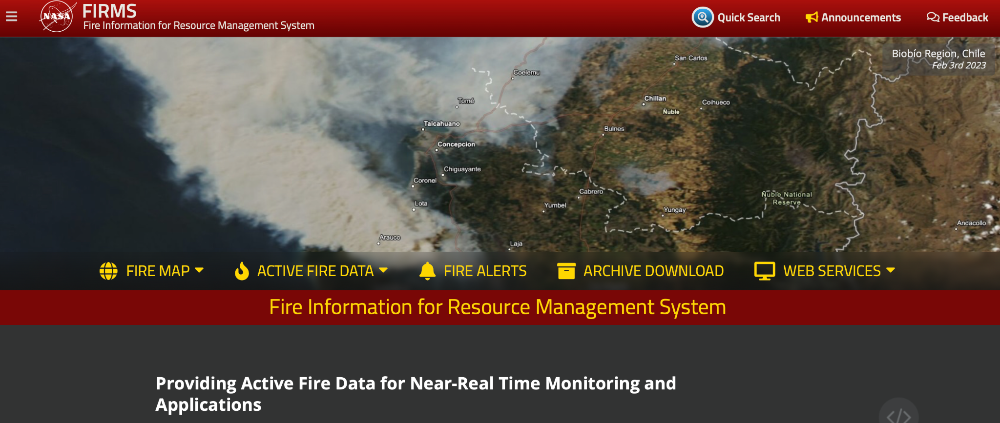 NASA
FIRMS
Fire Information for Resource Management System
Quick Search
Announcements
Feedback
Biobío Region, Chile
Feb 3rd 2023
San Carlos
Coelemu
Tomé
Chillan
Coihueco
Ñuble
Talcahuano
Bulnes
Concepcion
Chiguayante
Coronel
Cabrero
Ñuble National
Reserve
Lota
Yumbel
Yungay
Andacollo
Arauco
Laja
FIRE MAP
ACTIVE FIRE DATA
FIRE ALERTS
ARCHIVE DOWNLOAD
WEB SERVICES
Fire Information for Resource Management System
Providing Active Fire Data for Near-Real Time Monitoring and
Applications